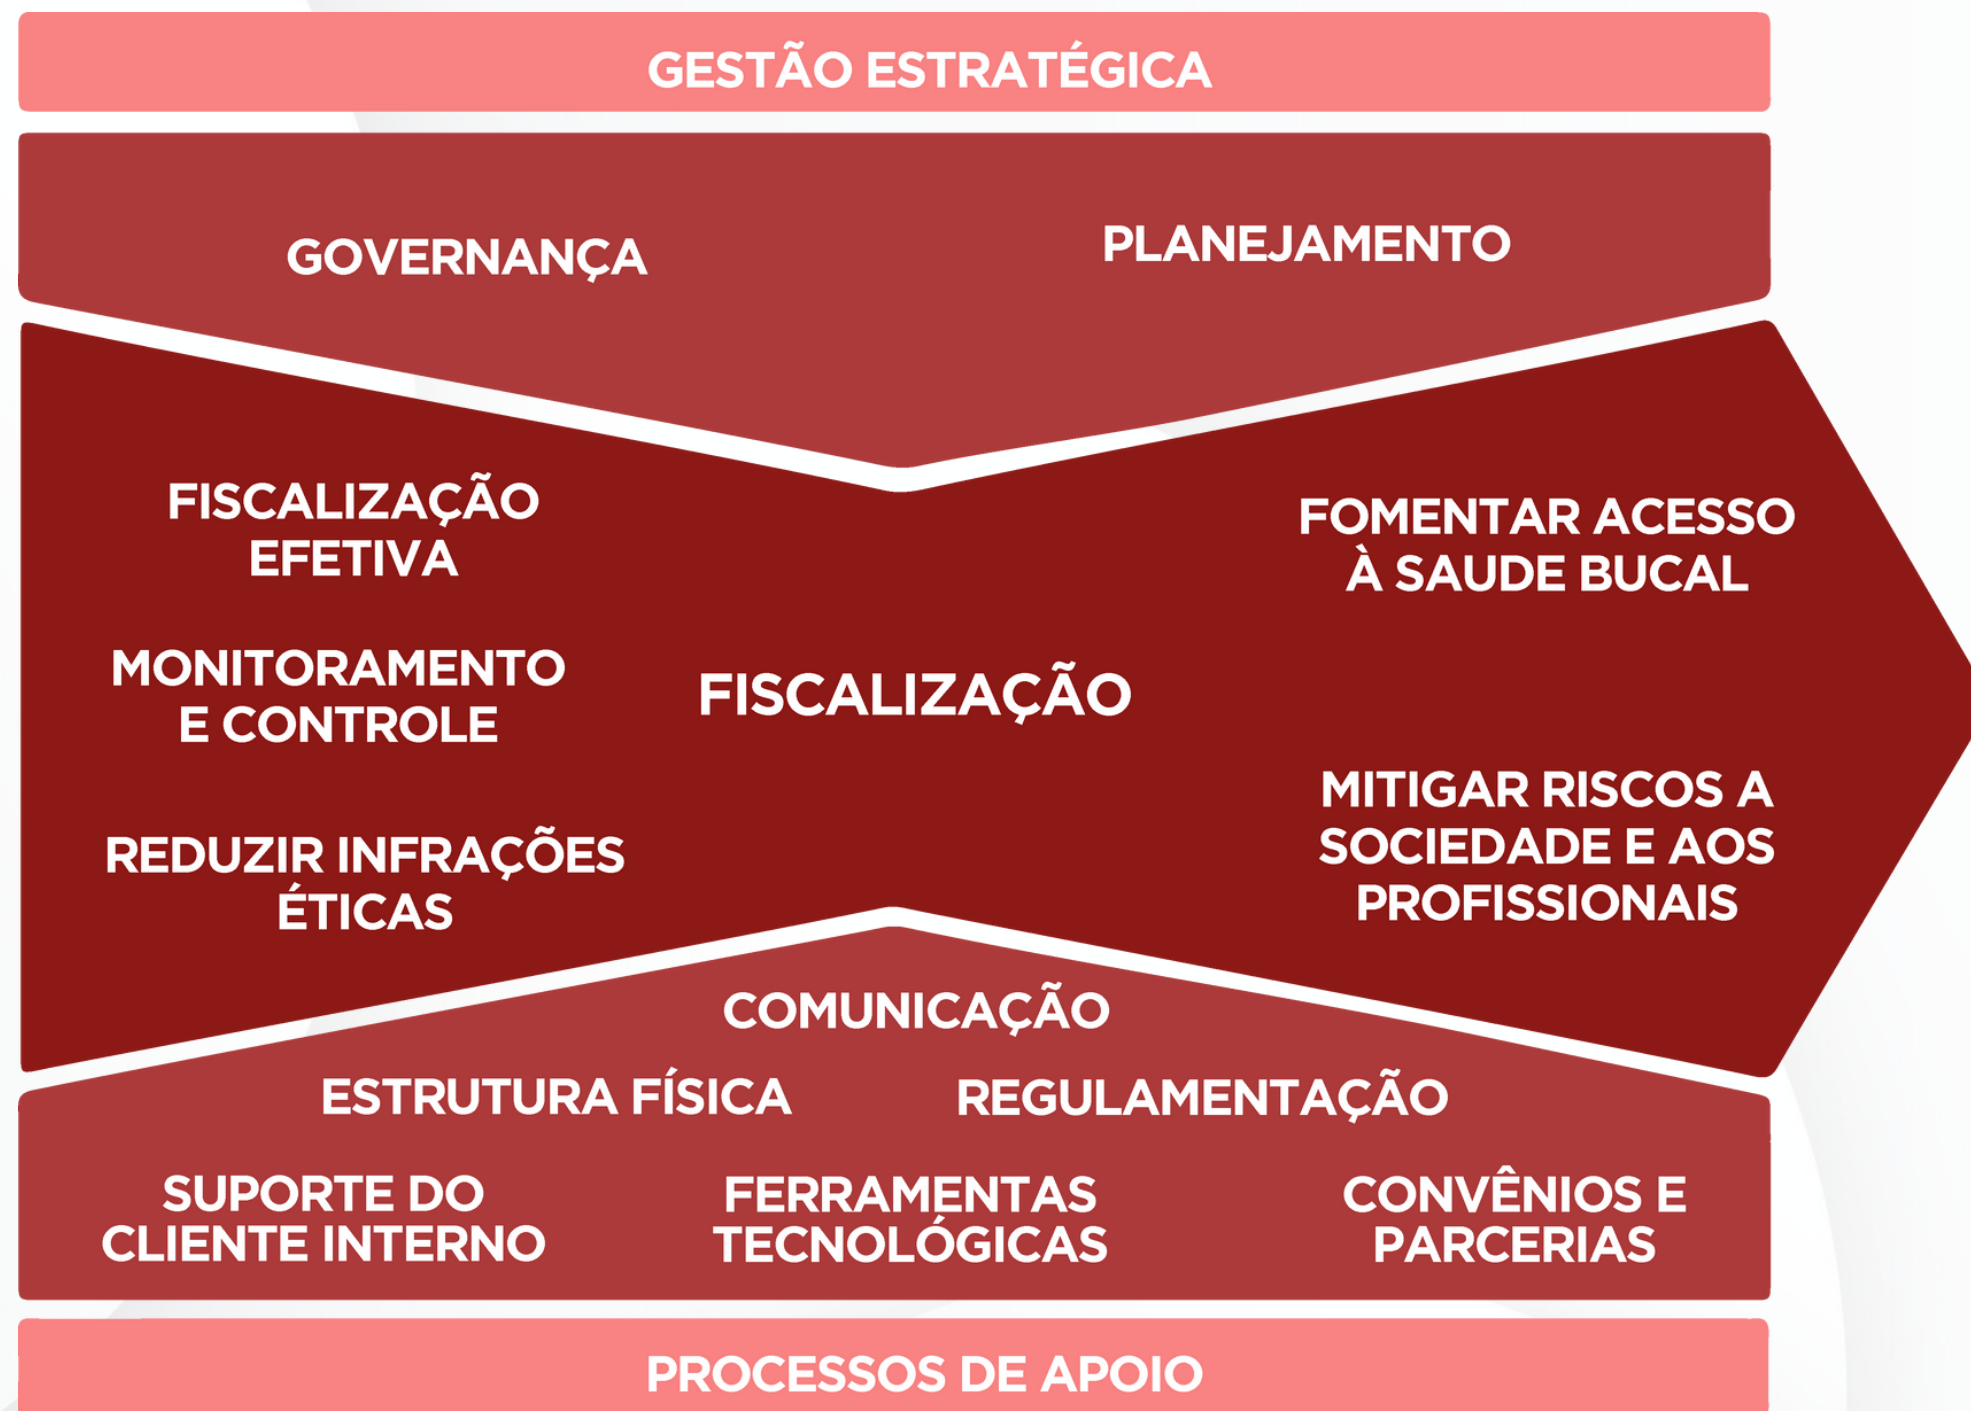 GESTÃO ESTRATÉGICA
GOVERNANÇA
PLANEJAMENTO
FISCALIZAÇÃO
EFETIVA
MONITORAMENTO
E CONTROLE
REDUZIR INFRAÇÕES
ÉTICAS
FISCALIZAÇÃO
FOMENTAR ACESSO
À SAUDE BUCAL
MITIGAR RISCOS A
SOCIEDADE E AOS
PROFISSIONAIS
COMUNICAÇÃO
ESTRUTURA FÍSICA
REGULAMENTAÇÃO
SUPORTE DO
CLIENTE INTERNO
FERRAMENTAS
TECNOLÓGICAS
CONVÊNIOS E
PARCERIAS
PROCESSOS DE APOIO